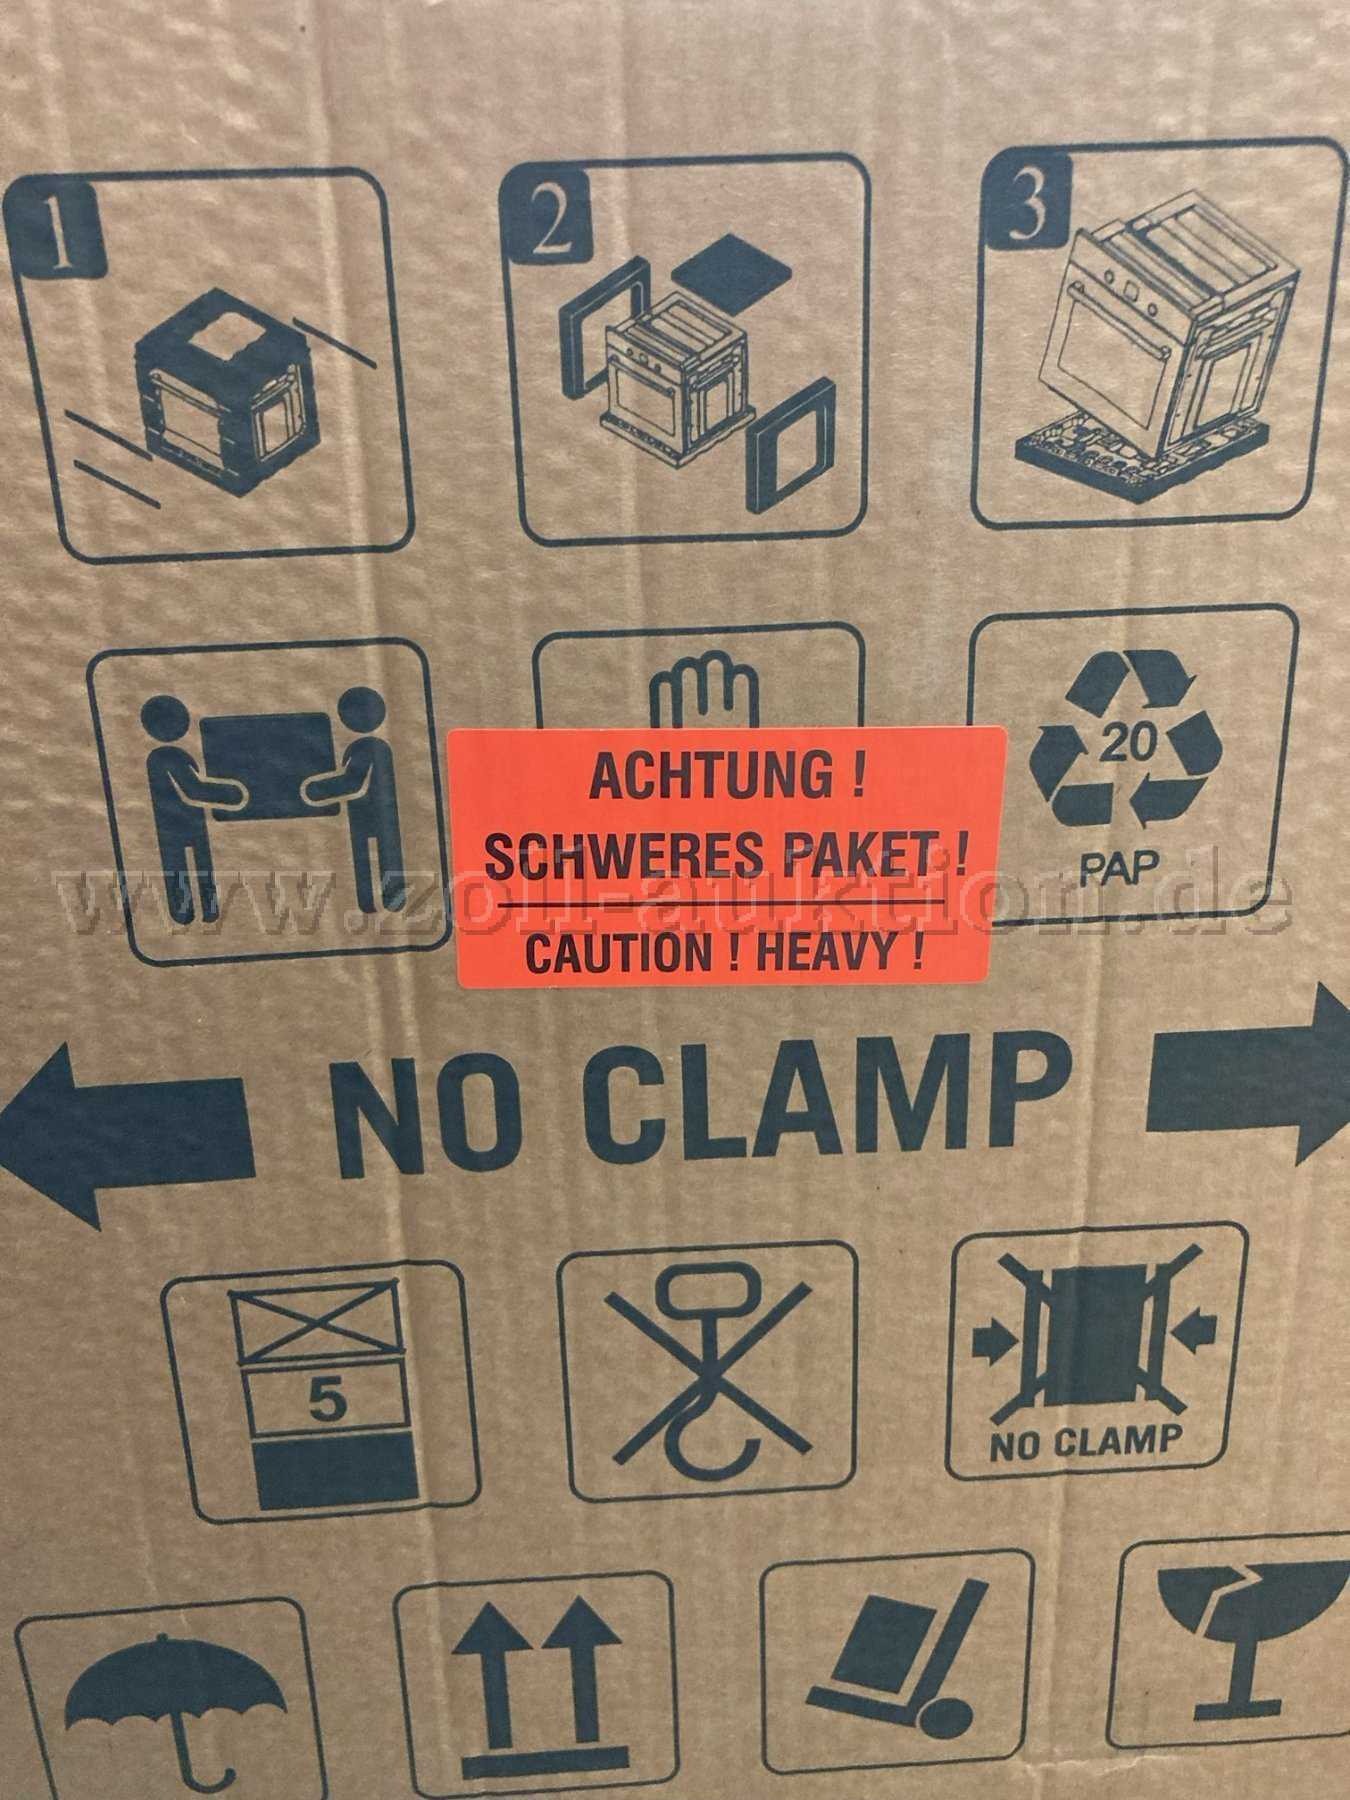 1
2
3
20
PAP
ACHTUNG !
SCHWERES PAKET !
CAUTION ! HEAVY !
www.zoll-auktion.de
NO CLAMP
5
NO CLAMP